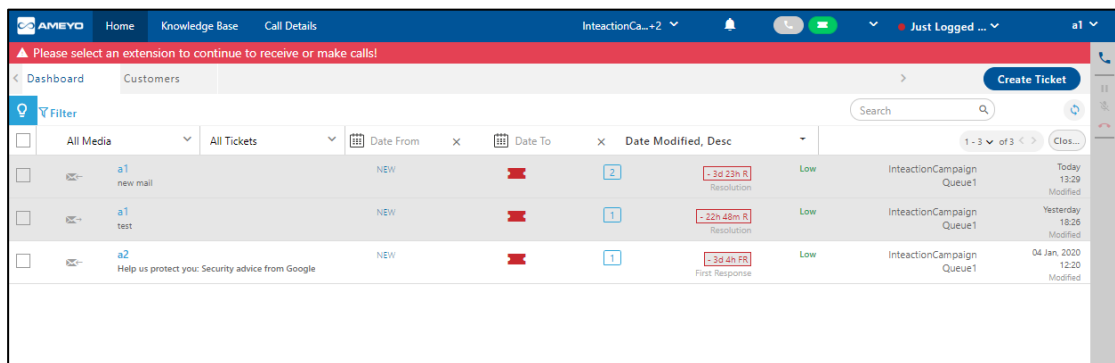 AMEYO Home Knowledge Base Call Details InteactionCa...+2 Just Logged ... a1
Please select an extension to continue to receive or make calls!
Dashboard Customers Create Ticket
Filter Search
All Media All Tickets Date From × Date To × Date Modified, Desc 1 - 3 of 3 Clos...
a1 NEW 2 - 3d 23h R Low InteactionCampaign Today
new mail Resolution Queue1 13:29
Modified
a1 NEW 1 - 22h 48m R Low InteactionCampaign Yesterday
test Resolution Queue1 18:26
Modified
a2 NEW 1 - 3d 4h FR Low InteactionCampaign 04 Jan, 2020
Help us protect you: Security advice from Google First Response Queue1 12:20
Modified